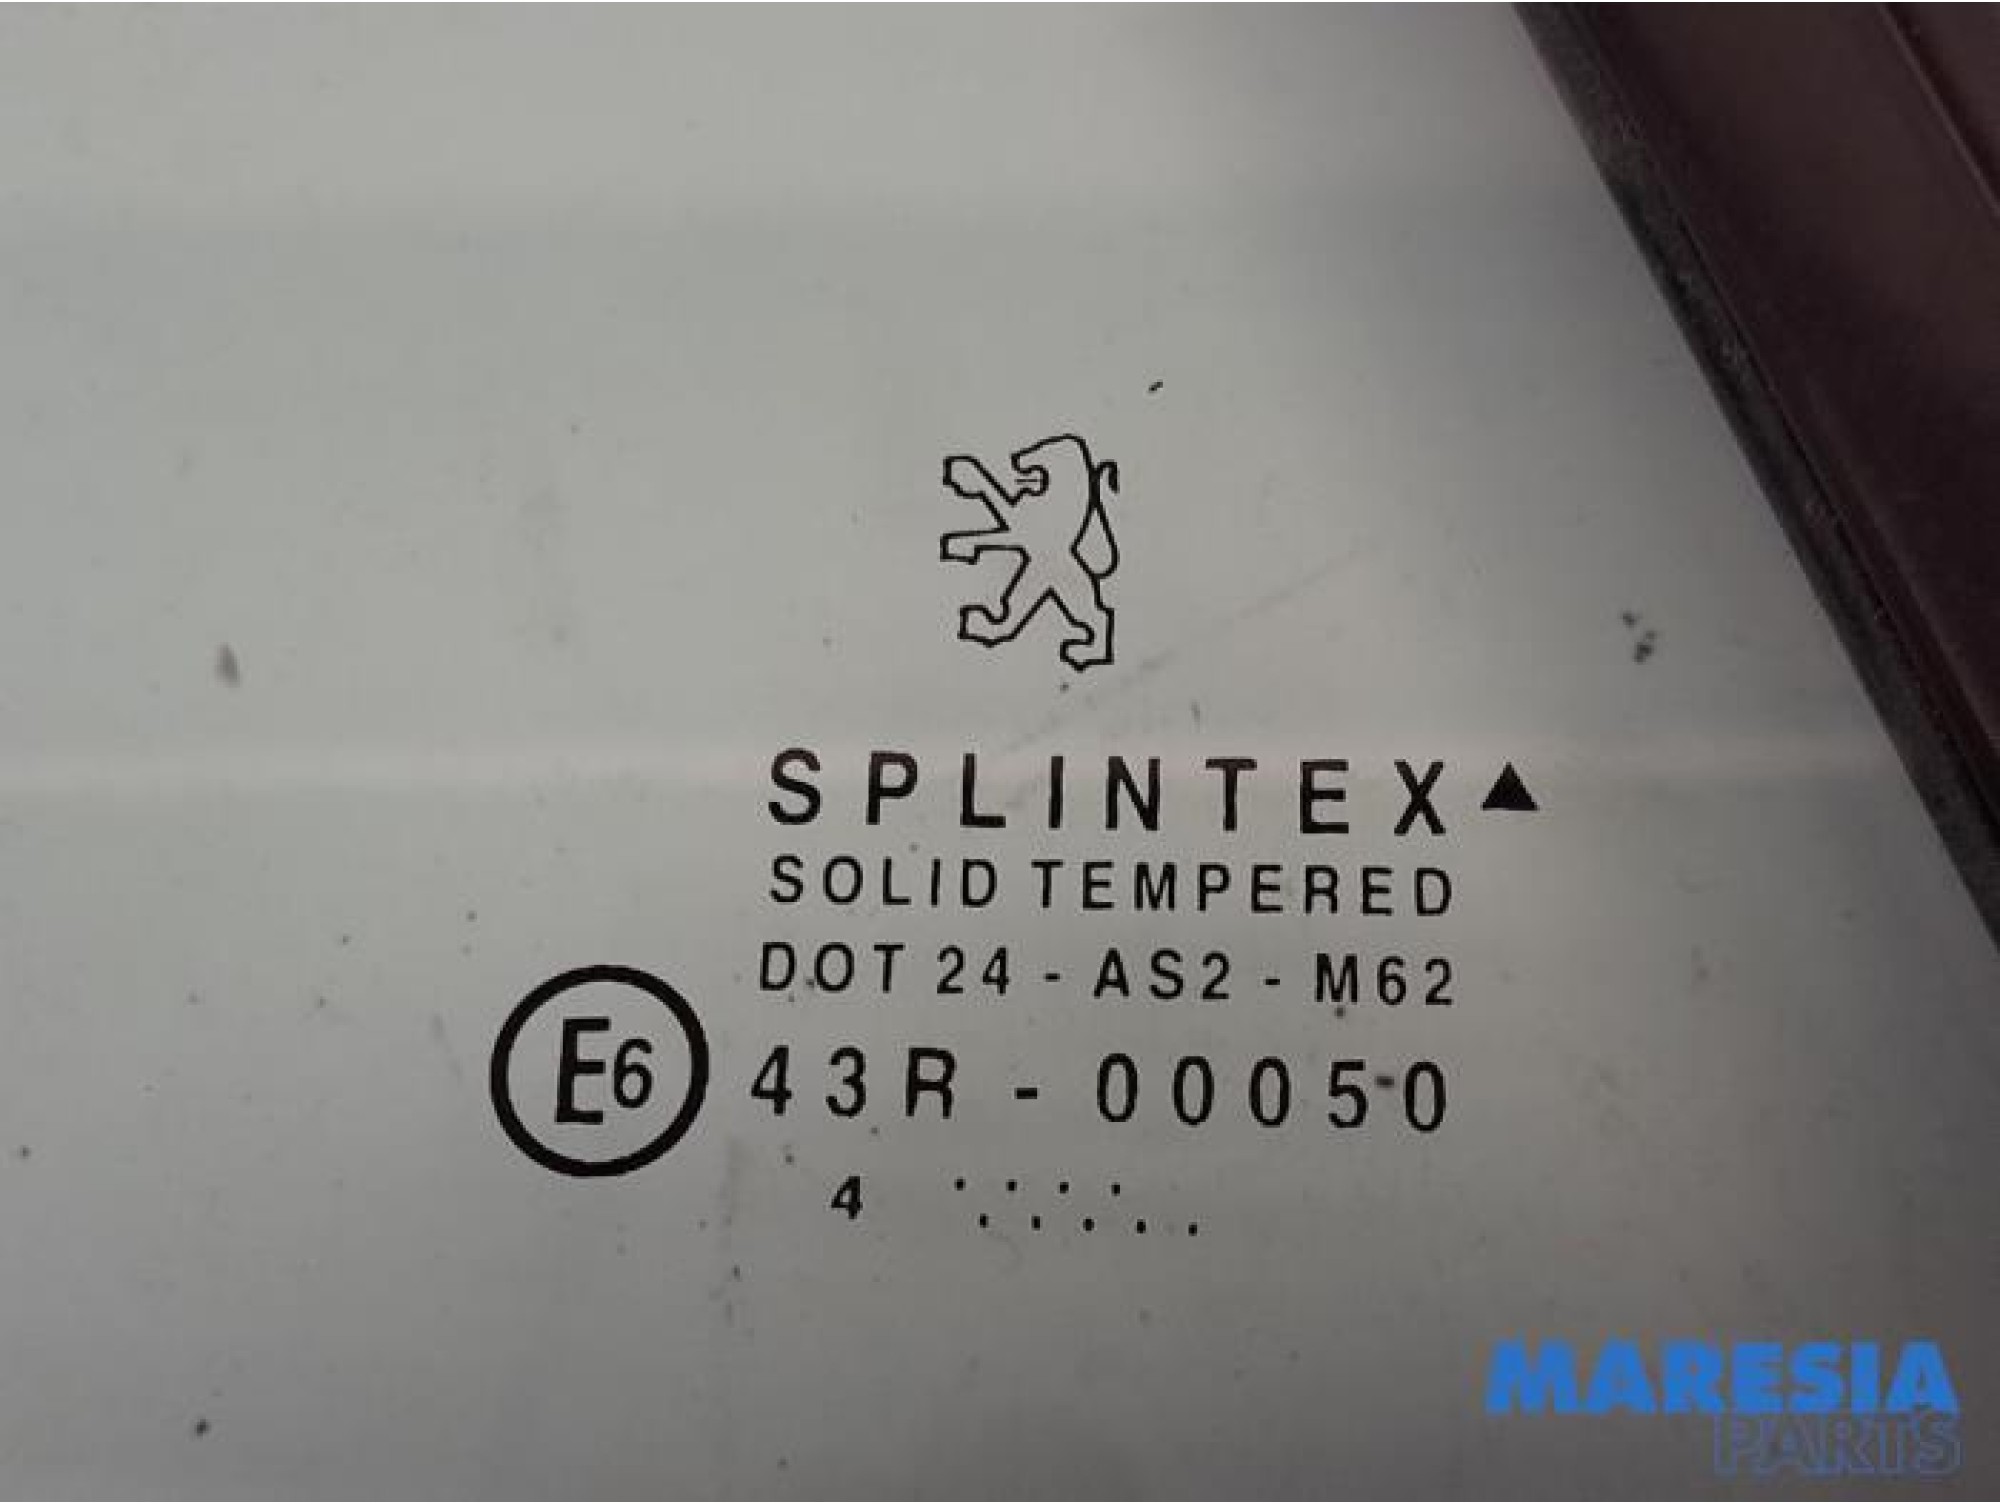 SPLINTEX▲
SOLID TEMPERED
DOT 24 - AS2 - M62
E6 43R - 00050
4
MARESIA
PARTS